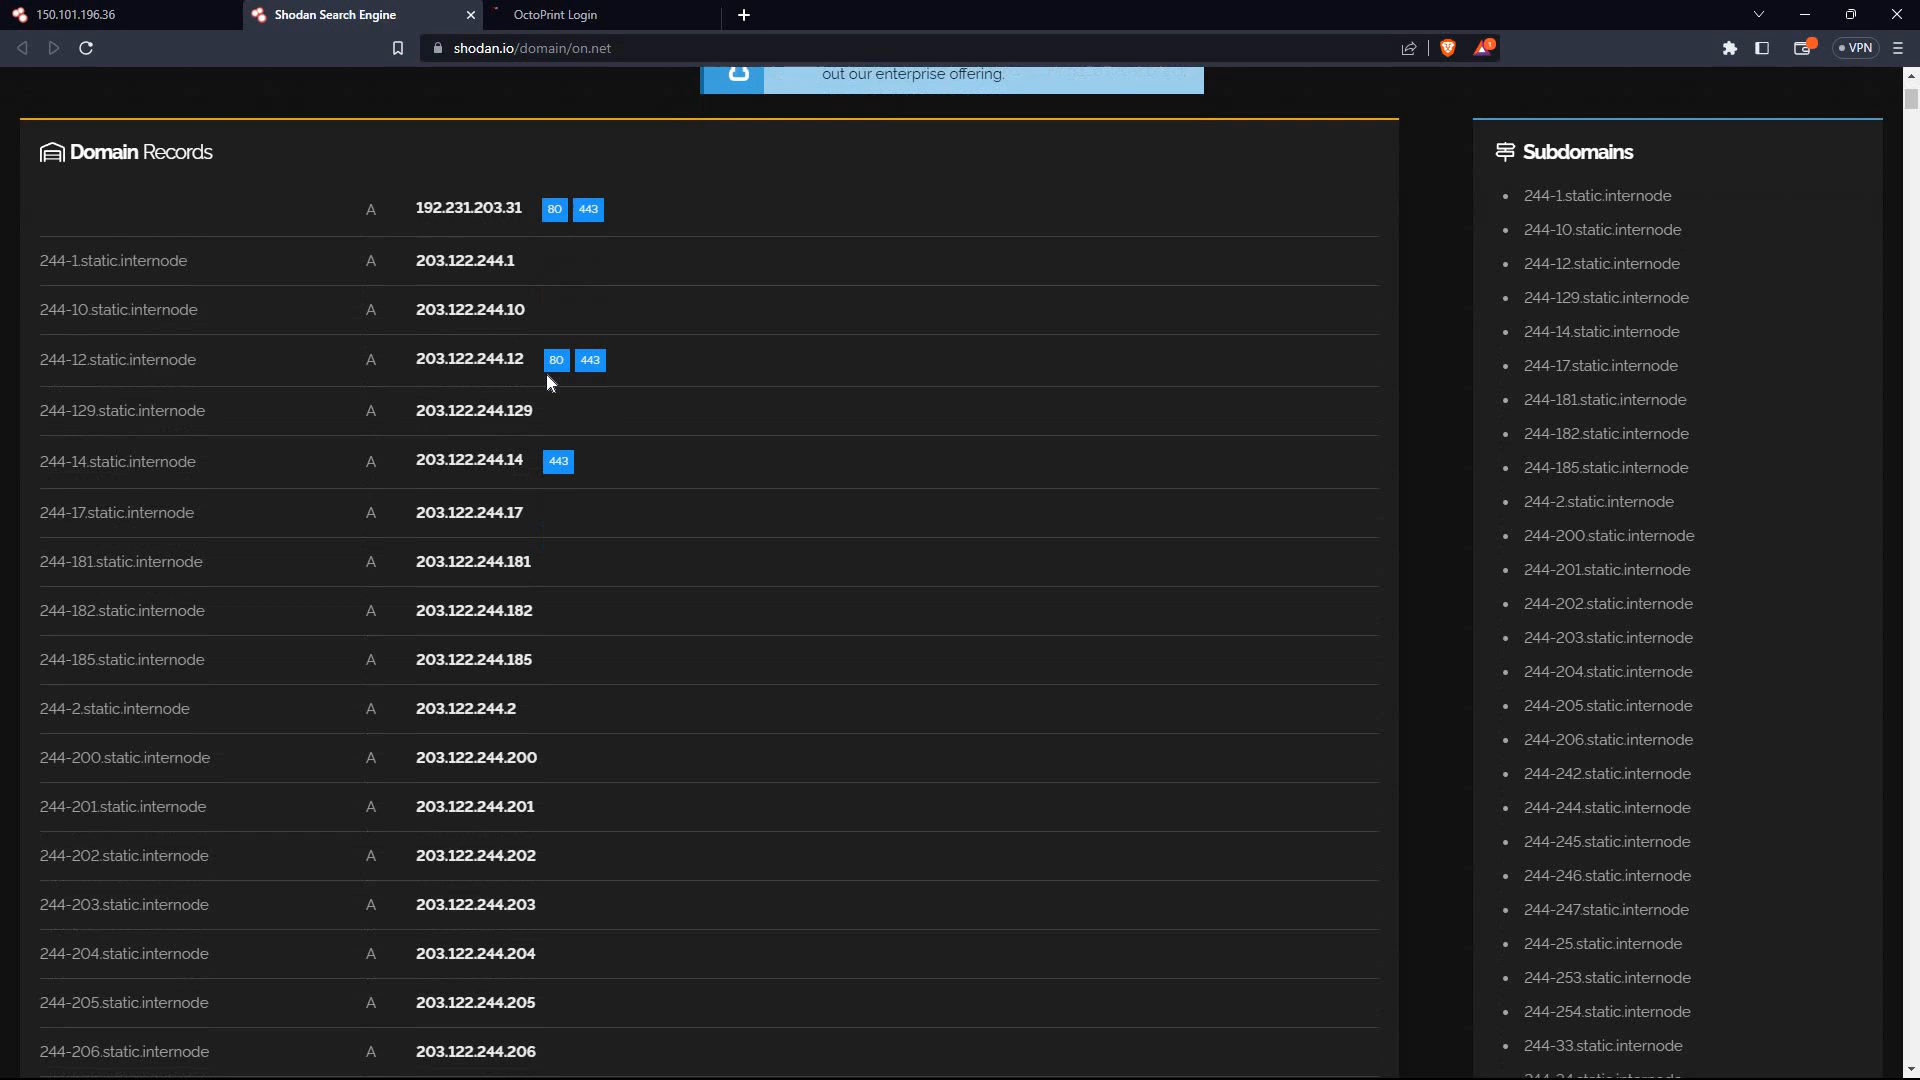 150.101.196.36
Shodan Search Engine
OctoPrint Login
shodan.io/domain/on.net
1
VPN
out our enterprise offering.
Domain Records
A 192.231.203.31 80 443
244-1.static.internode A 203.122.244.1
244-10.static.internode A 203.122.244.10
244-12.static.internode A 203.122.244.12 80 443
244-129.static.internode A 203.122.244.129
244-14.static.internode A 203.122.244.14 443
244-17.static.internode A 203.122.244.17
244-181.static.internode A 203.122.244.181
244-182.static.internode A 203.122.244.182
244-185.static.internode A 203.122.244.185
244-2.static.internode A 203.122.244.2
244-200.static.internode A 203.122.244.200
244-201.static.internode A 203.122.244.201
244-202.static.internode A 203.122.244.202
244-203.static.internode A 203.122.244.203
244-204.static.internode A 203.122.244.204
244-205.static.internode A 203.122.244.205
244-206.static.internode A 203.122.244.206
Subdomains
244-1.static.internode
244-10.static.internode
244-12.static.internode
244-129.static.internode
244-14.static.internode
244-17.static.internode
244-181.static.internode
244-182.static.internode
244-185.static.internode
244-2.static.internode
244-200.static.internode
244-201.static.internode
244-202.static.internode
244-203.static.internode
244-204.static.internode
244-205.static.internode
244-206.static.internode
244-242.static.internode
244-244.static.internode
244-245.static.internode
244-246.static.internode
244-247.static.internode
244-25.static.internode
244-253.static.internode
244-254.static.internode
244-33.static.internode